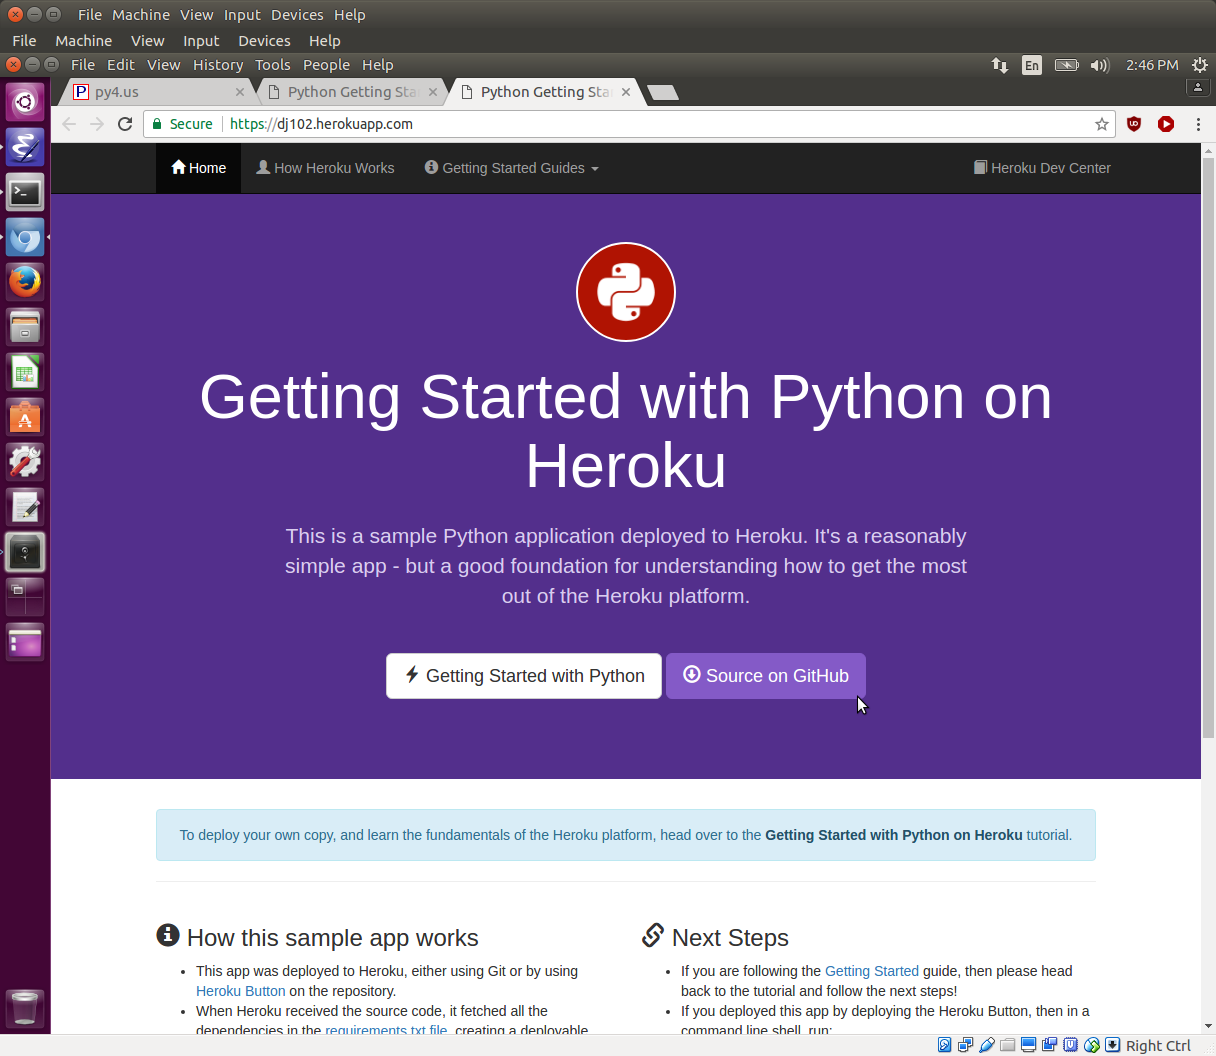 File Machine View Input Devices Help
File Machine View Input Devices Help
File Edit View History Tools People Help En 2:46 PM
py4.us Python Getting Sta Python Getting Sta
Secure https://dj102.herokuapp.com
Home How Heroku Works Getting Started Guides Heroku Dev Center
Getting Started with Python on
Heroku
This is a sample Python application deployed to Heroku. It's a reasonably
simple app - but a good foundation for understanding how to get the most
out of the Heroku platform.
Getting Started with Python Source on GitHub
To deploy your own copy, and learn the fundamentals of the Heroku platform, head over to the Getting Started with Python on Heroku tutorial.
How this sample app works
This app was deployed to Heroku, either using Git or by using
Heroku Button on the repository.
When Heroku received the source code, it fetched all the
dependencies in the requirements.txt file, creating a deployable
Next Steps
If you are following the Getting Started guide, then please head
back to the tutorial and follow the next steps!
If you deployed this app by deploying the Heroku Button, then in a
command line shell, run:
Right Ctrl